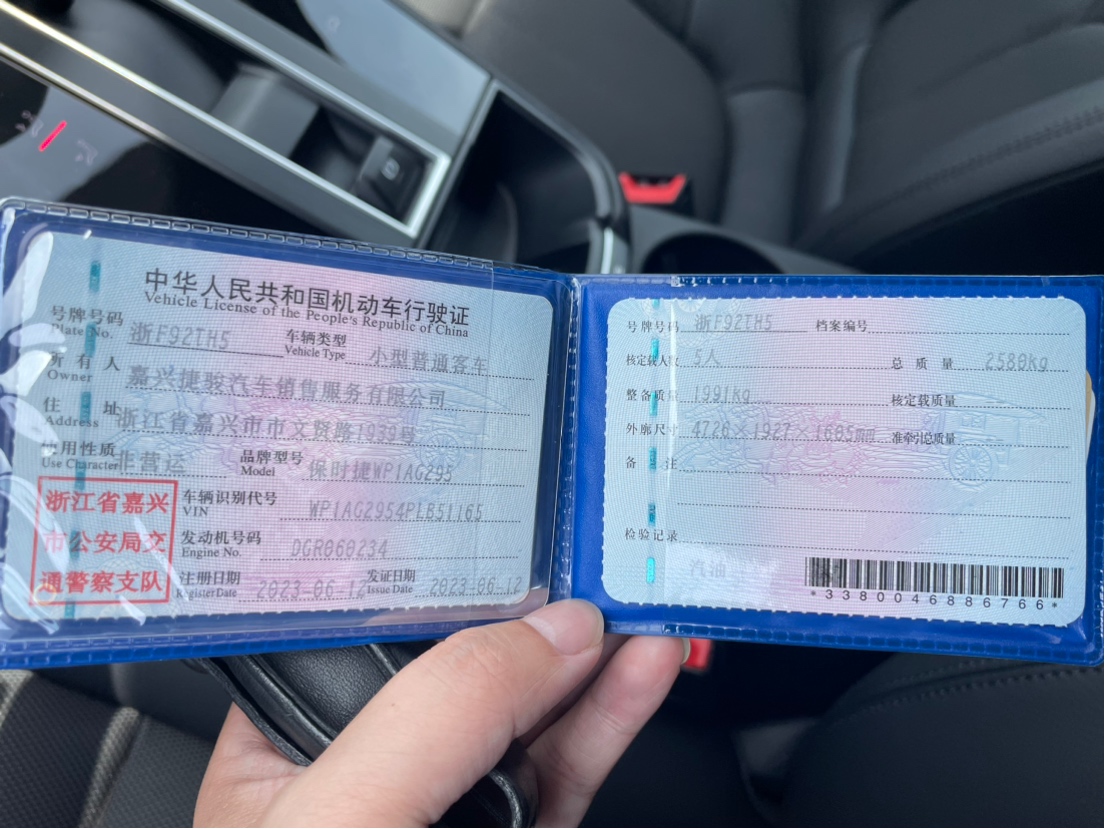 中华人民共和国机动车行驶证
Vehicle License of the People's Republic of China
号牌号码 浙F92TH5 车辆类型 小型普通客车
Plate No. Vehicle Type
所有人 嘉兴捷骏汽车销售服务有限公司
Owner
住址 浙江省嘉兴市市文贤路1939号
Address
使用性质 非营运 品牌型号 保时捷WP1AG295
Use Character Model
浙江省嘉兴
市公安局交
通警察支队
车辆识别代号 WP1AG2954PLB51165
VIN
发动机号码 DGR060234
Engine No.
注册日期 2023-06-12 发证日期 2023-06-12
Register Date Issue Date
号牌号码 浙F92TH5 档案编号
核定载人数 5人 总质量 2580kg
整备质量 1991kg 核定载质量
外廓尺寸 4726×1927×1685mm 准牵引总质量
备注
检验记录
汽油
*3380046886766*